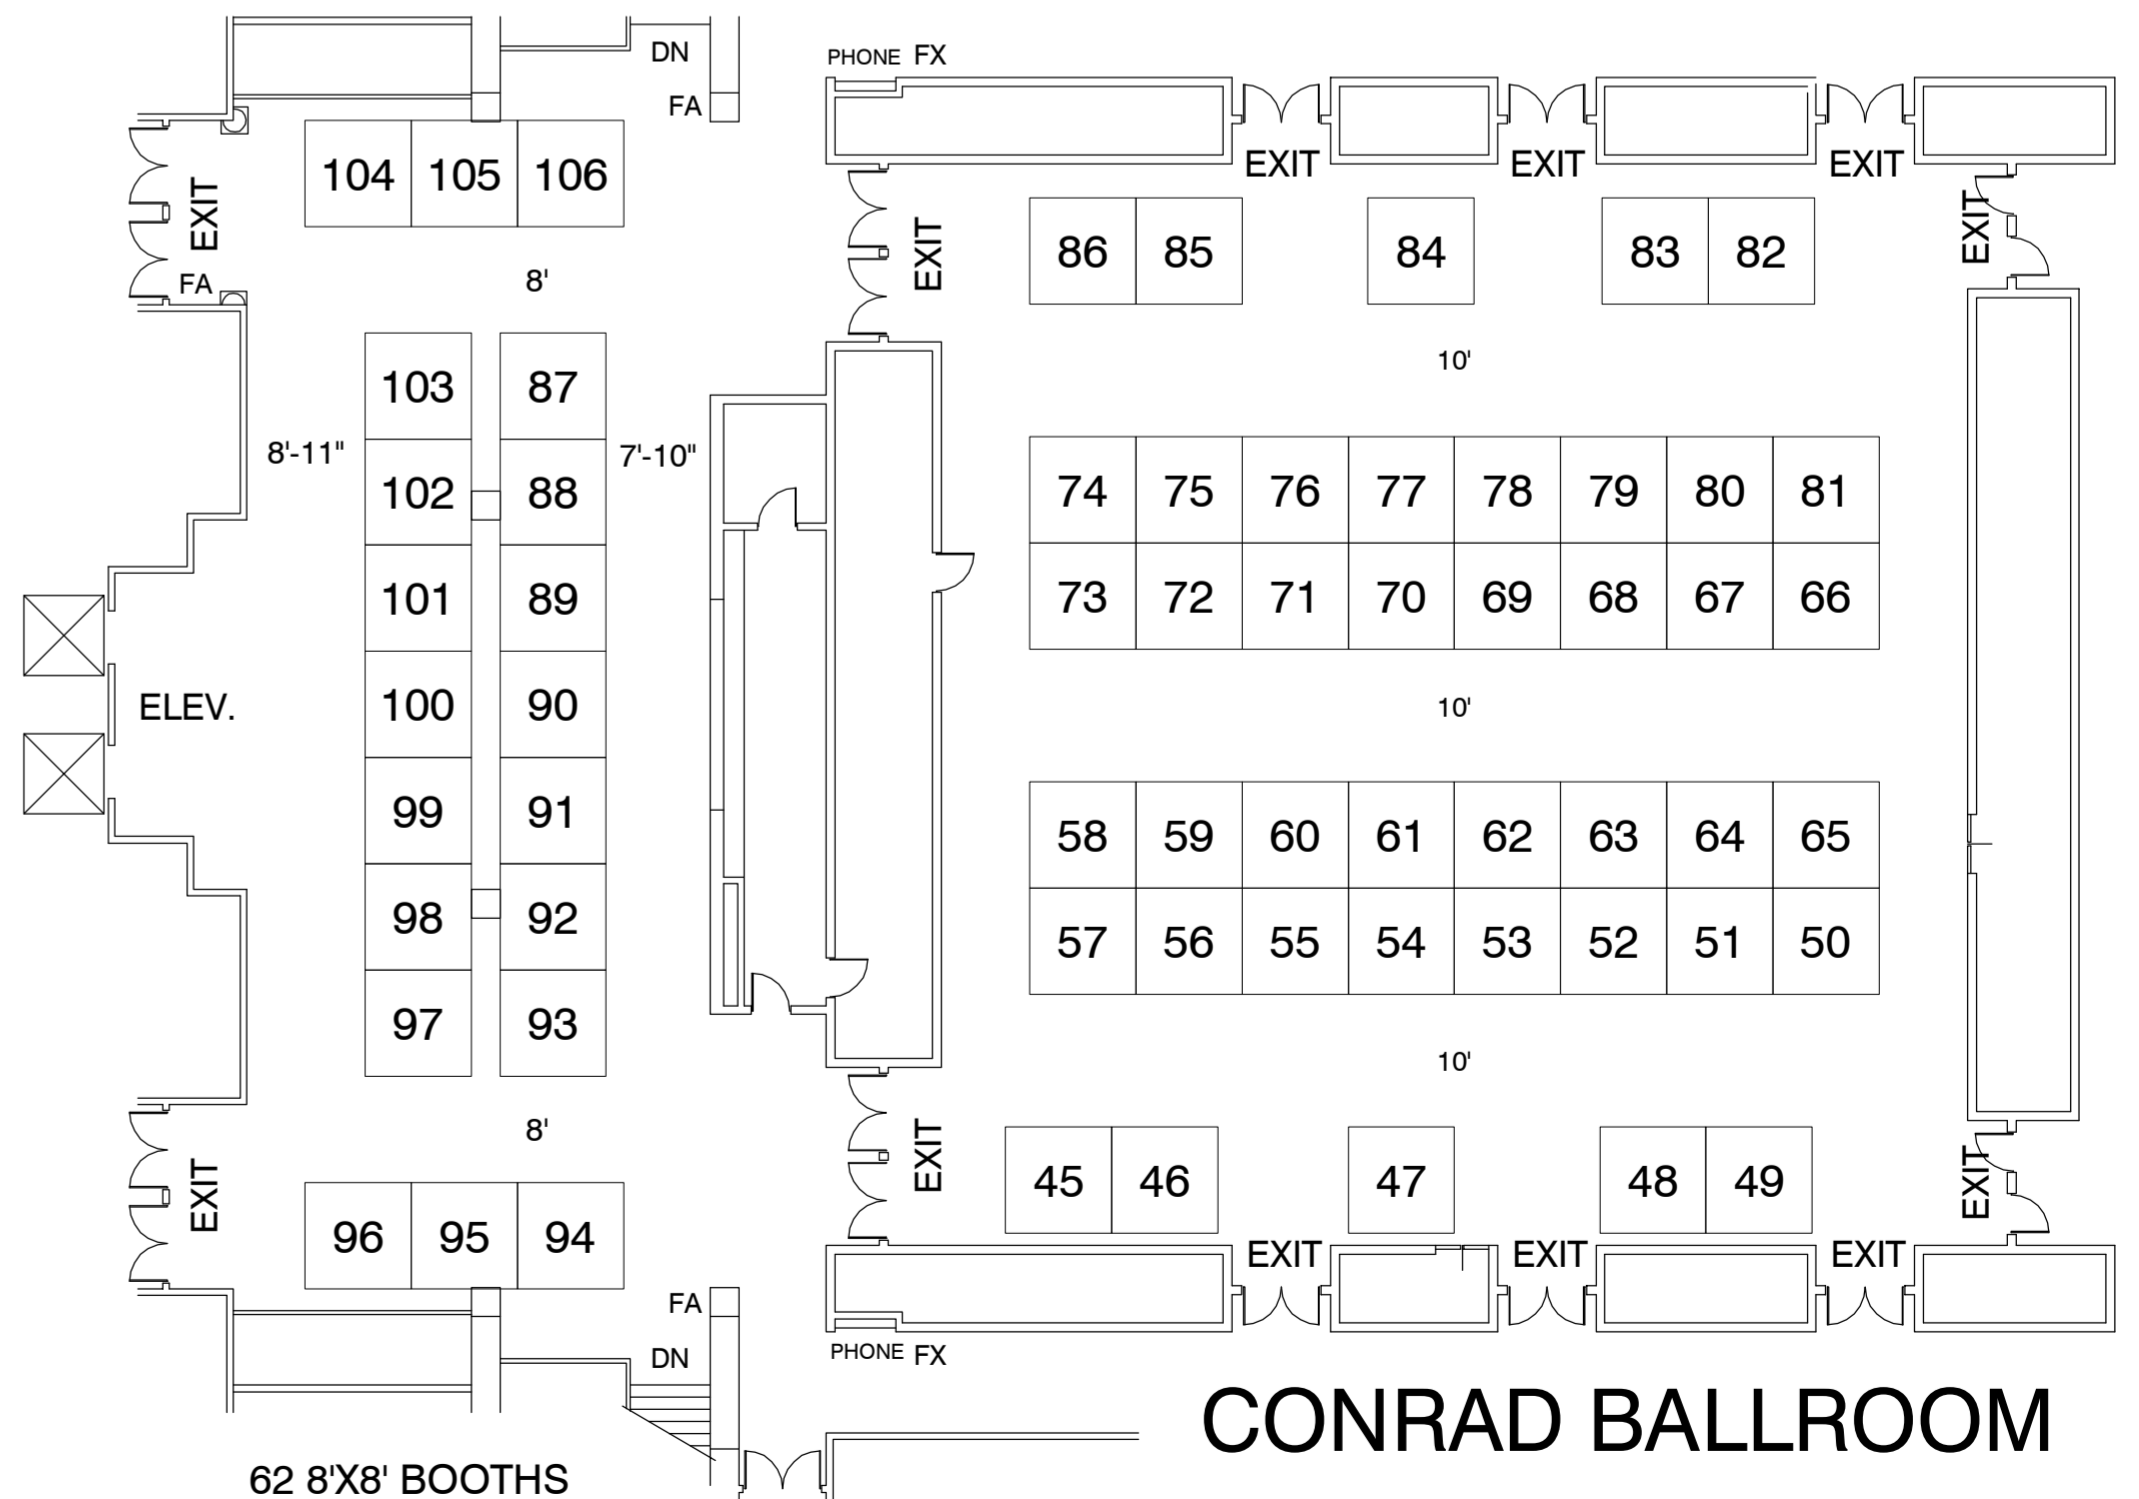 DN
PHONE FX
FA
EXIT EXIT EXIT
104 105 106
EXIT
FA
EXIT
86 85 84 83 82
EXIT
8'
10'
103 87
8'-11" 7'-10"
102 88
74 75 76 77 78 79 80 81
101 89
73 72 71 70 69 68 67 66
ELEV.
100 90
10'
99 91
58 59 60 61 62 63 64 65
98 92
57 56 55 54 53 52 51 50
97 93
10'
8'
EXIT
EXIT
45 46 47 48 49
EXIT
96 95 94
EXIT EXIT EXIT
FA
DN
PHONE FX
CONRAD BALLROOM
62 8'X8' BOOTHS